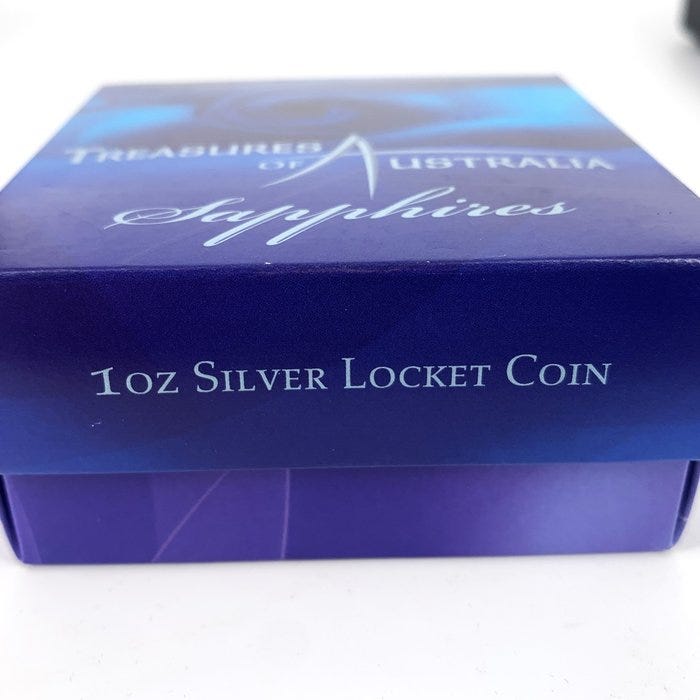 TREASURES
OF AUSTRALIA
Sapphires
1OZ SILVER LOCKET COIN